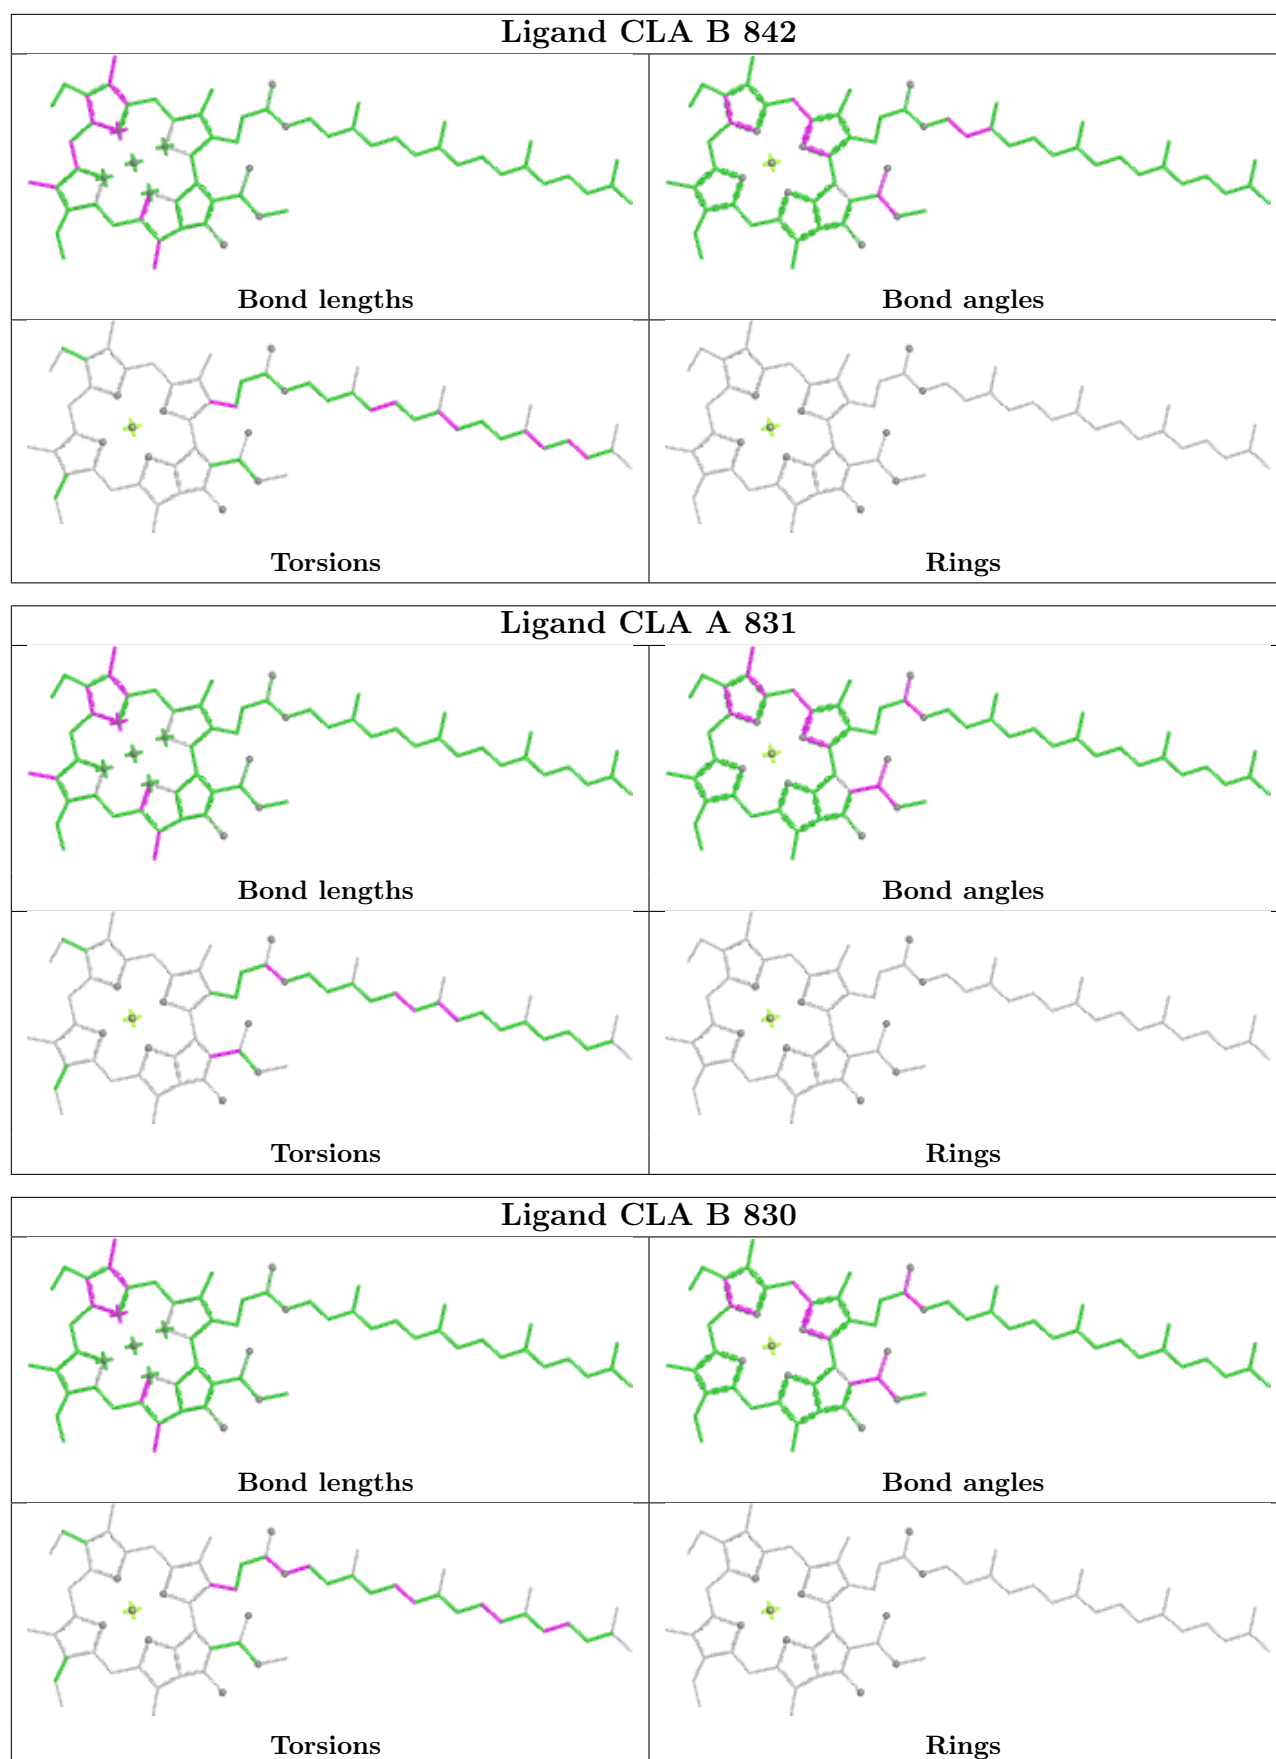 Ligand CLA B 842
Bond lengths
Bond angles
Torsions
Rings
Ligand CLA A 831
Bond lengths
Bond angles
Torsions
Rings
Ligand CLA B 830
Bond lengths
Bond angles
Torsions
Rings